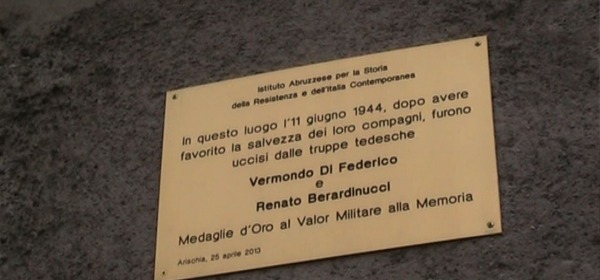 Istituto Abruzzese per la Storia
della Resistenza e dell'Italia Contemporanea
In questo luogo l'11 giugno 1944, dopo avere
favorito la salvezza dei loro compagni, furono
uccisi dalle truppe tedesche
Vermondo Di Federico
e
Renato Berardinucci
Medaglie d'Oro al Valor Militare alla Memoria
Arischia, 25 aprile 2013